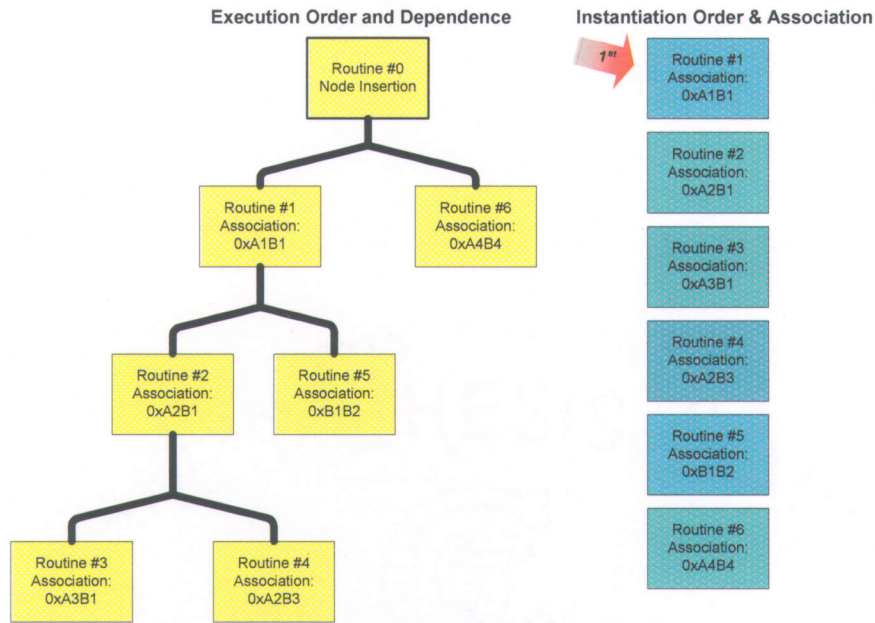 Execution Order and Dependence
Routine #0
Node Insertion
Routine #1
Association:
0xA1B1
Routine #6
Association:
0xA4B4
Routine #2
Association:
0xA2B1
Routine #5
Association:
0xB1B2
Routine #3
Association:
0xA3B1
Routine #4
Association:
0xA2B3
Instantiation Order & Association
1st
Routine #1
Association:
0xA1B1
Routine #2
Association:
0xA2B1
Routine #3
Association:
0xA3B1
Routine #4
Association:
0xA2B3
Routine #5
Association:
0xB1B2
Routine #6
Association:
0xA4B4